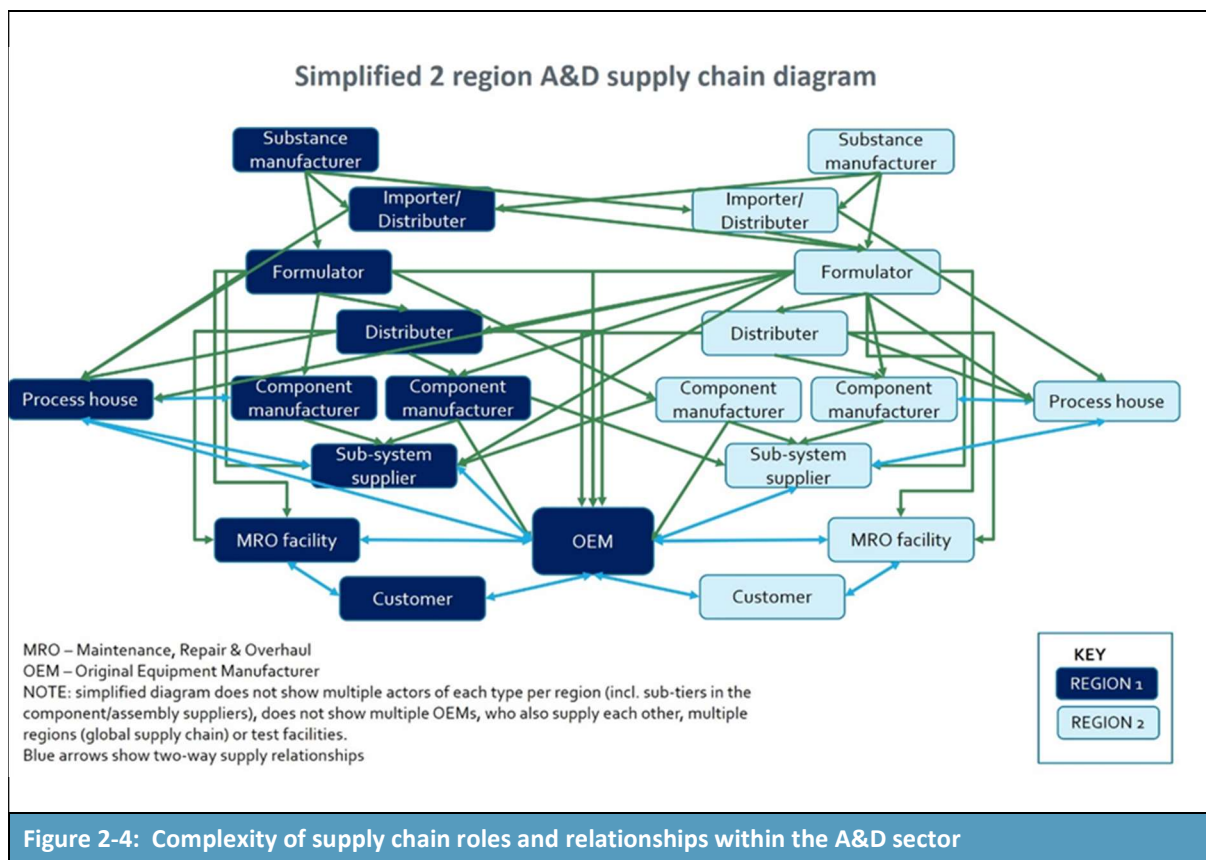 Simplified 2 region A&D supply chain diagram
Substance
manufacturer
Substance
manufacturer
Importer/
Distributer
Importer/
Distributer
Formulator
Formulator
Distributer
Distributer
Process house
Component
manufacturer
Component
manufacturer
Component
manufacturer
Component
manufacturer
Process house
Sub-system
supplier
Sub-system
supplier
MRO facility
OEM
MRO facility
Customer
Customer
MRO – Maintenance, Repair & Overhaul
OEM – Original Equipment Manufacturer
NOTE: simplified diagram does not show multiple actors of each type per region (incl. sub-tiers in the
component/assembly suppliers), does not show multiple OEMs, who also supply each other, multiple
regions (global supply chain) or test facilities.
Blue arrows show two-way supply relationships
KEY
REGION 1
REGION 2
Figure 2-4: Complexity of supply chain roles and relationships within the A&D sector